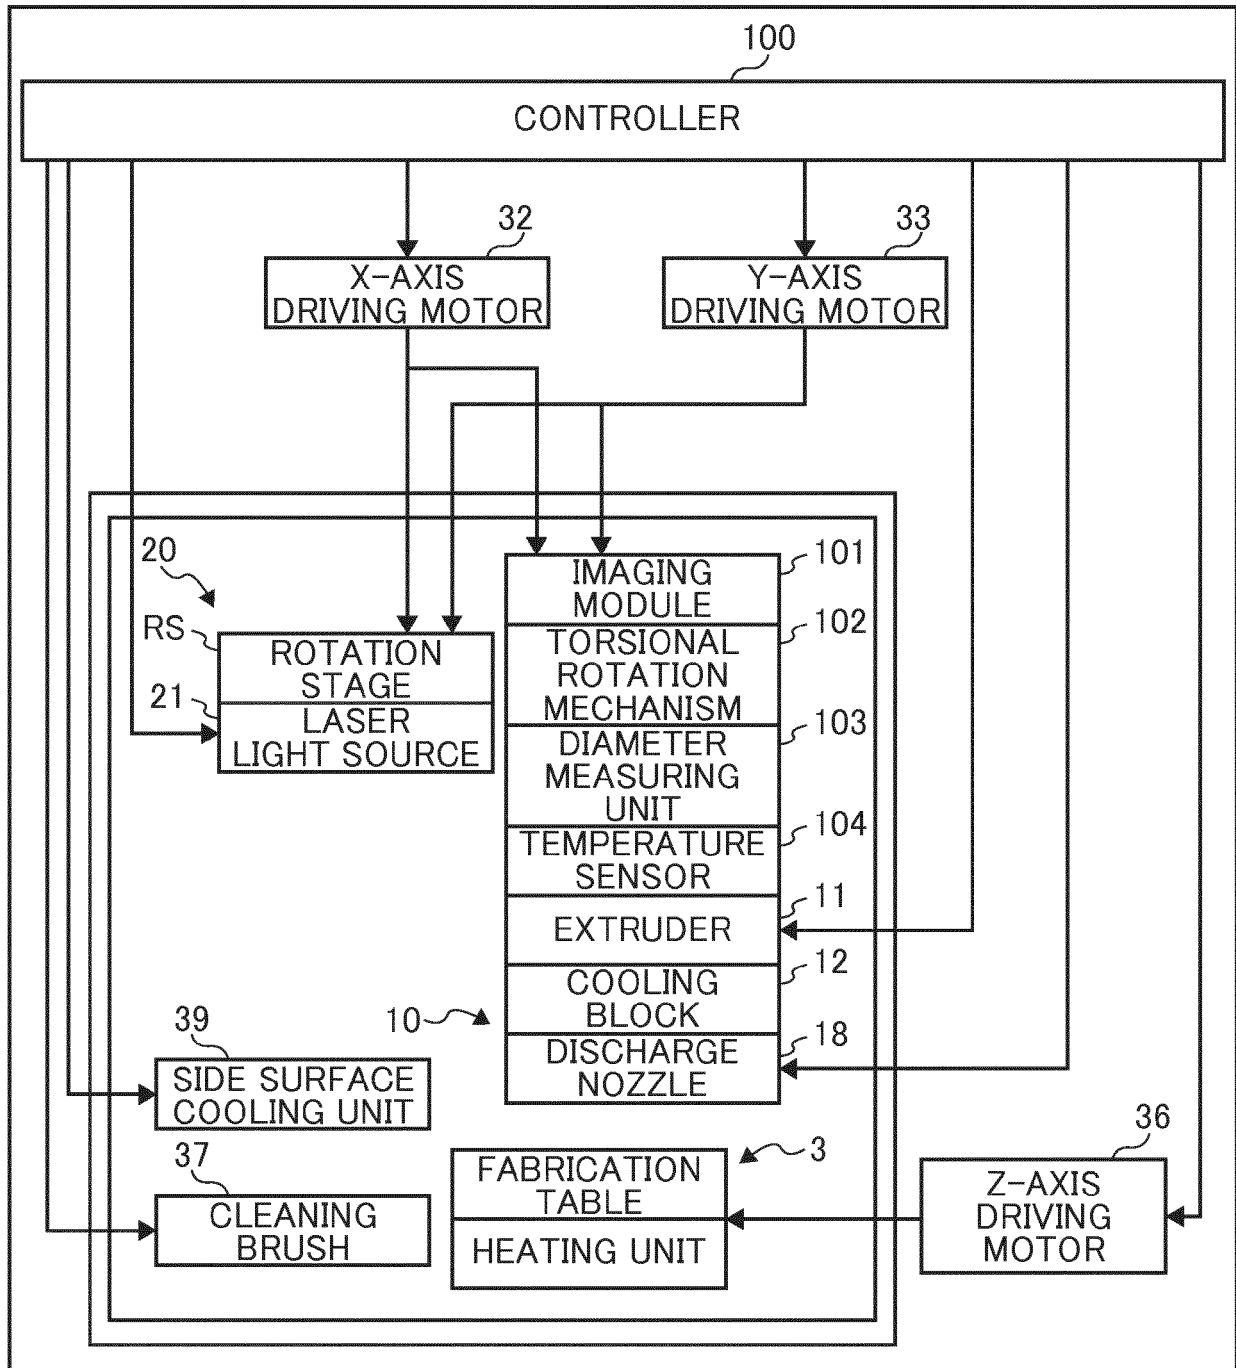 100
CONTROLLER
32
X-AXIS
DRIVING MOTOR
33
Y-AXIS
DRIVING MOTOR
20
RS
ROTATION
STAGE
21
LASER
LIGHT SOURCE
101
IMAGING
MODULE
102
TORSIONAL
ROTATION
MECHANISM
103
DIAMETER
MEASURING
UNIT
104
TEMPERATURE
SENSOR
11
EXTRUDER
12
COOLING
BLOCK
10
18
DISCHARGE
NOZZLE
39
SIDE SURFACE
COOLING UNIT
37
CLEANING
BRUSH
3
FABRICATION
TABLE
HEATING UNIT
36
Z-AXIS
DRIVING
MOTOR